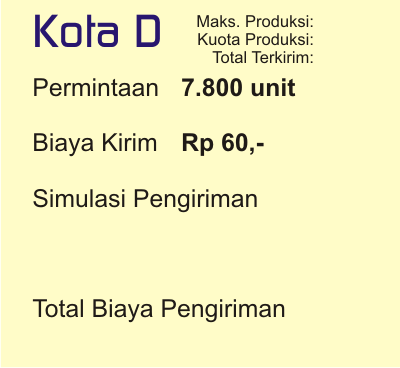 Kota D
Maks. Produksi:
Kuota Produksi:
Total Terkirim:
Permintaan 7.800 unit
Biaya Kirim Rp 60,-
Simulasi Pengiriman
Total Biaya Pengiriman